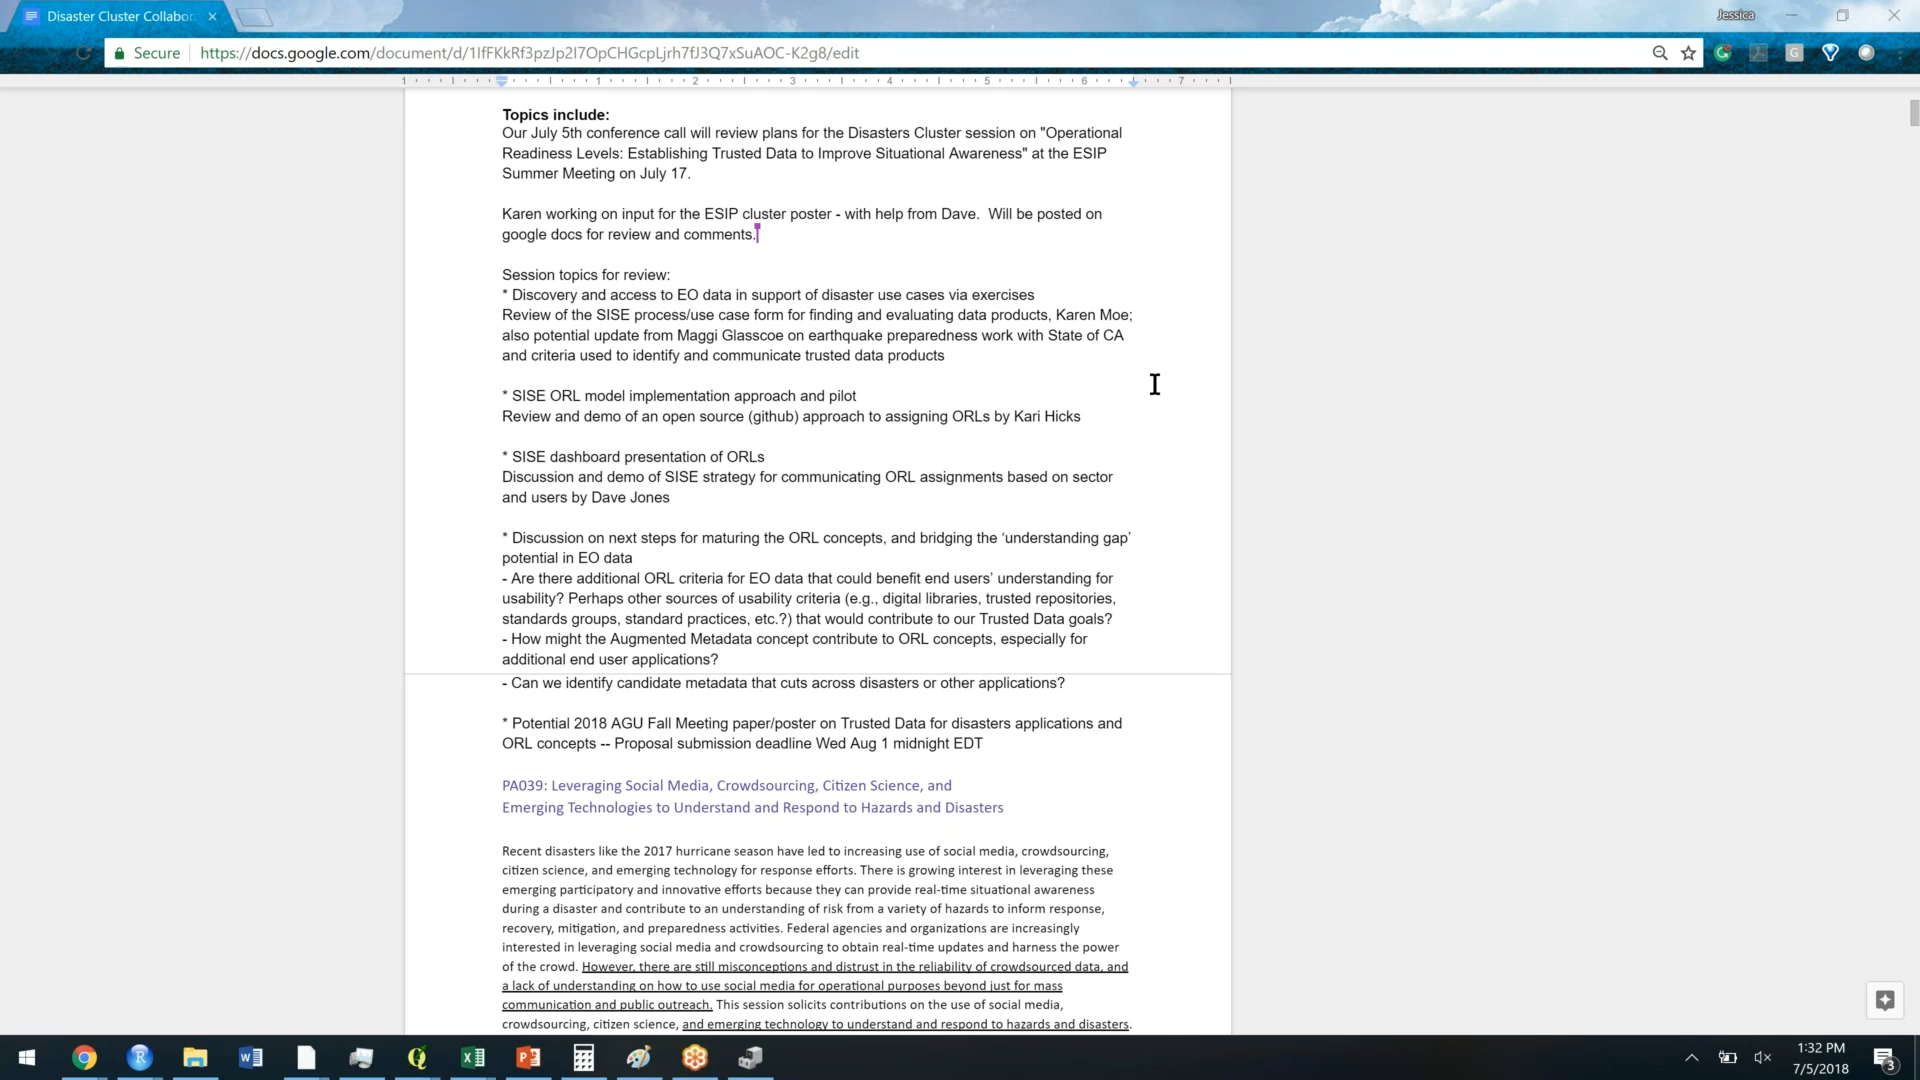 Disaster Cluster Collabor
Jessica
Secure
https://docs.google.com/document/d/1IfFKkRf3pzJp2I7OpCHGcpLjrh7fJ3Q7xSuAOC-K2g8/edit
1 1 2 3 4 5 6 7
Topics include:
Our July 5th conference call will review plans for the Disasters Cluster session on "Operational
Readiness Levels: Establishing Trusted Data to Improve Situational Awareness" at the ESIP
Summer Meeting on July 17.
Karen working on input for the ESIP cluster poster - with help from Dave.  Will be posted on
google docs for review and comments.
Session topics for review:
* Discovery and access to EO data in support of disaster use cases via exercises
Review of the SISE process/use case form for finding and evaluating data products, Karen Moe;
also potential update from Maggi Glasscoe on earthquake preparedness work with State of CA
and criteria used to identify and communicate trusted data products
* SISE ORL model implementation approach and pilot
Review and demo of an open source (github) approach to assigning ORLs by Kari Hicks
* SISE dashboard presentation of ORLs
Discussion and demo of SISE strategy for communicating ORL assignments based on sector
and users by Dave Jones
* Discussion on next steps for maturing the ORL concepts, and bridging the ‘understanding gap’
potential in EO data
- Are there additional ORL criteria for EO data that could benefit end users’ understanding for
usability? Perhaps other sources of usability criteria (e.g., digital libraries, trusted repositories,
standards groups, standard practices, etc.?) that would contribute to our Trusted Data goals?
- How might the Augmented Metadata concept contribute to ORL concepts, especially for
additional end user applications?
- Can we identify candidate metadata that cuts across disasters or other applications?
* Potential 2018 AGU Fall Meeting paper/poster on Trusted Data for disasters applications and
ORL concepts -- Proposal submission deadline Wed Aug 1 midnight EDT
PA039: Leveraging Social Media, Crowdsourcing, Citizen Science, and
Emerging Technologies to Understand and Respond to Hazards and Disasters
Recent disasters like the 2017 hurricane season have led to increasing use of social media, crowdsourcing,
citizen science, and emerging technology for response efforts. There is growing interest in leveraging these
emerging participatory and innovative efforts because they can provide real-time situational awareness
during a disaster and contribute to an understanding of risk from a variety of hazards to inform response,
recovery, mitigation, and preparedness activities. Federal agencies and organizations are increasingly
interested in leveraging social media and crowdsourcing to obtain real-time updates and harness the power
of the crowd. However, there are still misconceptions and distrust in the reliability of crowdsourced data, and
a lack of understanding on how to use social media for operational purposes beyond just for mass
communication and public outreach. This session solicits contributions on the use of social media,
crowdsourcing, citizen science, and emerging technology to understand and respond to hazards and disasters.
1:32 PM
7/5/2018
3